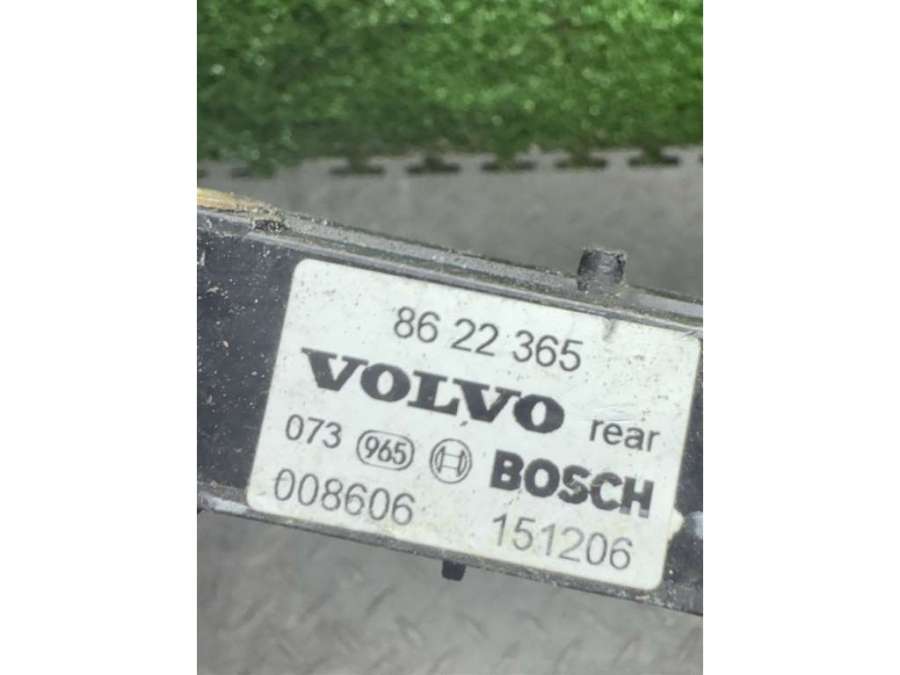 86 22 365
VOLVO rear
073 965 BOSCH
008606 151206